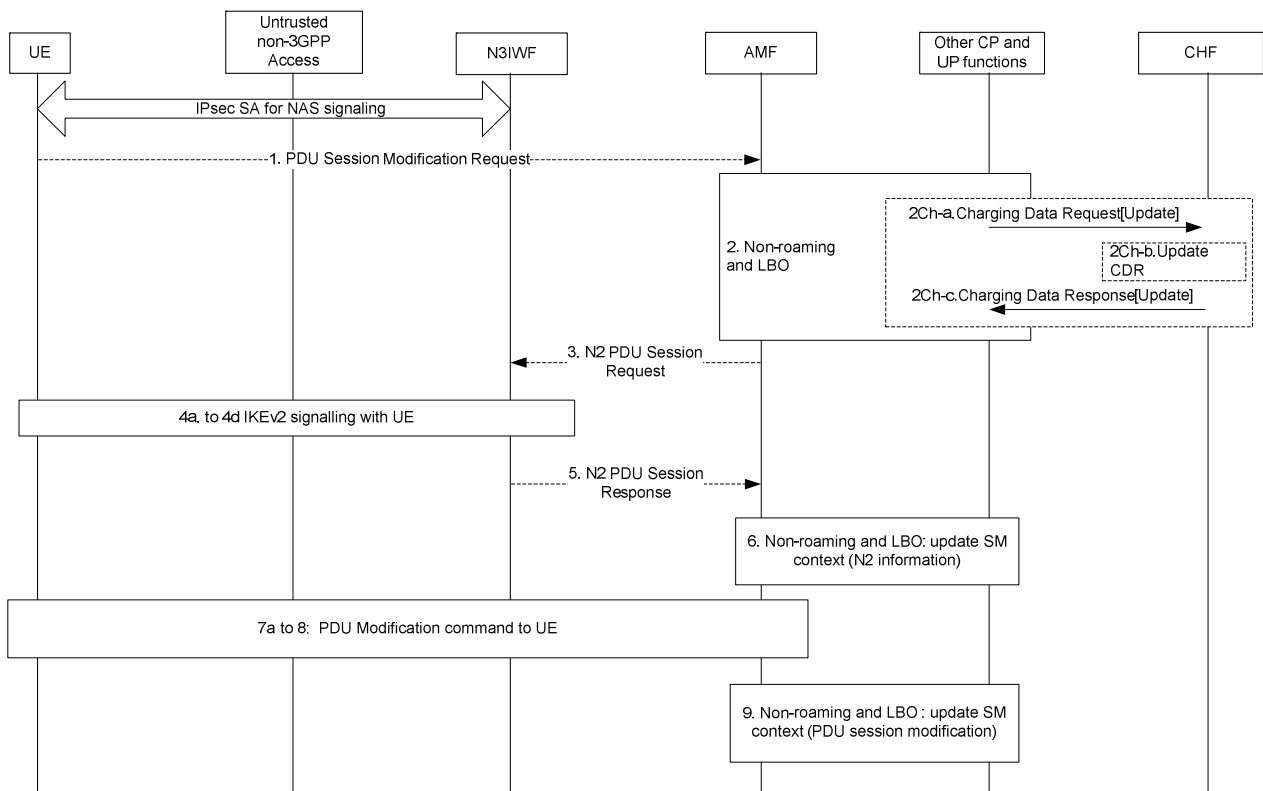 UE
Untrusted
non-3GPP
Access
N3IWF
AMF
Other CP and
UP functions
CHF
IPsec SA for NAS signaling
1. PDU Session Modification Request
2Ch-a.Charging Data Request[Update]
2. Non-roaming
and LBO
2Ch-b.Update
CDR
2Ch-c.Charging Data Response[Update]
3. N2 PDU Session
Request
4a. to 4d IKEv2 signalling with UE
5. N2 PDU Session
Response
6. Non-roaming and LBO: update SM
context (N2 information)
7a to 8: PDU Modification command to UE
9. Non-roaming and LBO : update SM
context (PDU session modification)